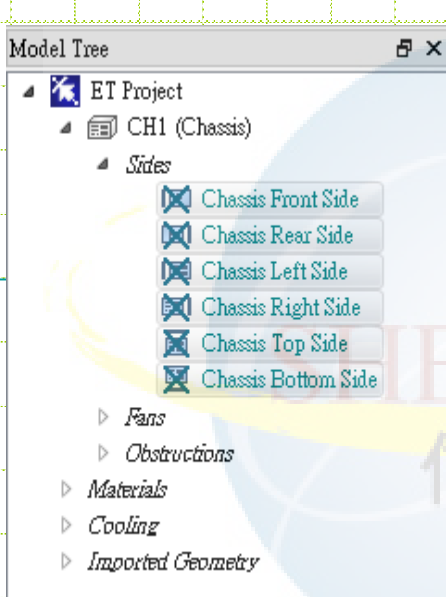 Model Tree
ET Project
CH1 (Chassis)
Sides
Chassis Front Side
Chassis Rear Side
Chassis Left Side
Chassis Right Side
Chassis Top Side
Chassis Bottom Side
Fans
Obstructions
Materials
Cooling
Imported Geometry